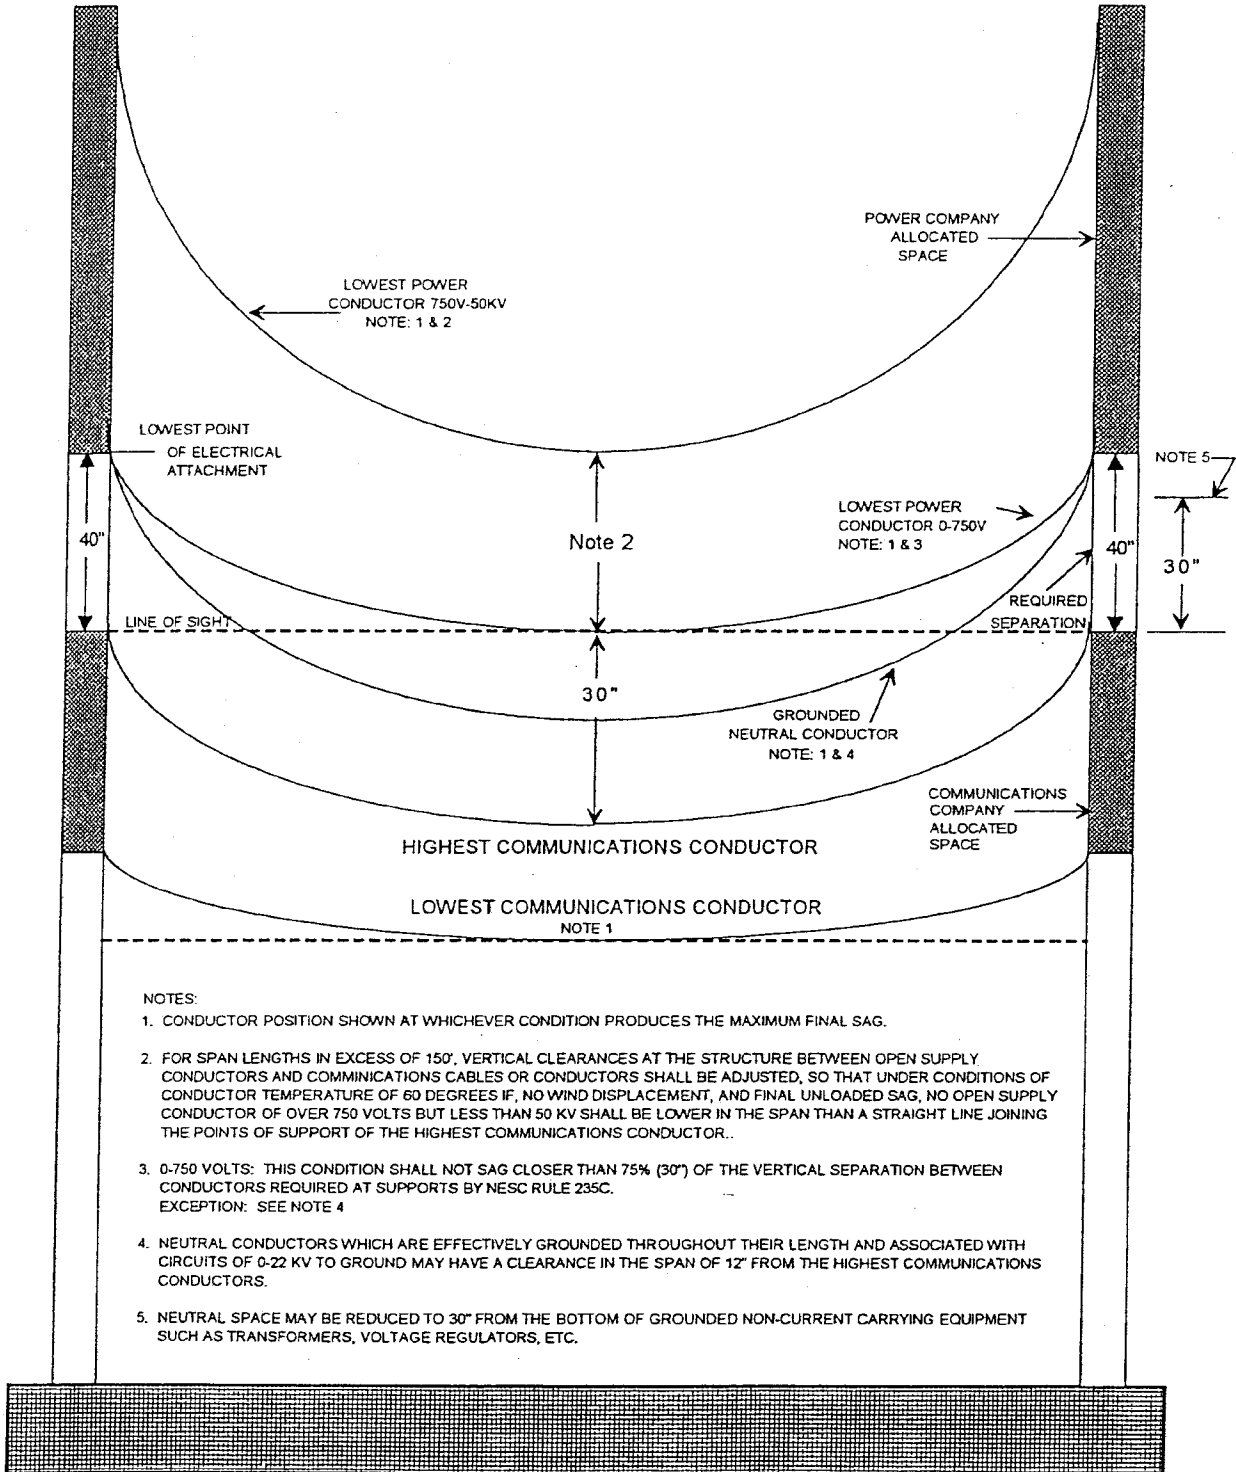 POWER COMPANY
ALLOCATED
SPACE
LOWEST POWER
CONDUCTOR 750V-50KV
NOTE: 1 & 2
LOWEST POINT
OF ELECTRICAL
ATTACHMENT
NOTE 5
LOWEST POWER
CONDUCTOR 0-750V
NOTE: 1 & 3
40"
Note 2
40"
30"
REQUIRED
SEPARATION
LINE OF SIGHT
30"
GROUNDED
NEUTRAL CONDUCTOR
NOTE: 1 & 4
COMMUNICATIONS
COMPANY
ALLOCATED
SPACE
HIGHEST COMMUNICATIONS CONDUCTOR
LOWEST COMMUNICATIONS CONDUCTOR
NOTE 1
NOTES:
1. CONDUCTOR POSITION SHOWN AT WHICHEVER CONDITION PRODUCES THE MAXIMUM FINAL SAG.
2. FOR SPAN LENGTHS IN EXCESS OF 150', VERTICAL CLEARANCES AT THE STRUCTURE BETWEEN OPEN SUPPLY
CONDUCTORS AND COMMINICATIONS CABLES OR CONDUCTORS SHALL BE ADJUSTED, SO THAT UNDER CONDITIONS OF
CONDUCTOR TEMPERATURE OF 60 DEGREES IF, NO WIND DISPLACEMENT, AND FINAL UNLOADED SAG, NO OPEN SUPPLY
CONDUCTOR OF OVER 750 VOLTS BUT LESS THAN 50 KV SHALL BE LOWER IN THE SPAN THAN A STRAIGHT LINE JOINING
THE POINTS OF SUPPORT OF THE HIGHEST COMMUNICATIONS CONDUCTOR..
3. 0-750 VOLTS: THIS CONDITION SHALL NOT SAG CLOSER THAN 75% (30") OF THE VERTICAL SEPARATION BETWEEN
CONDUCTORS REQUIRED AT SUPPORTS BY NESC RULE 235C.
EXCEPTION: SEE NOTE 4
4. NEUTRAL CONDUCTORS WHICH ARE EFFECTIVELY GROUNDED THROUGHOUT THEIR LENGTH AND ASSOCIATED WITH
CIRCUITS OF 0-22 KV TO GROUND MAY HAVE A CLEARANCE IN THE SPAN OF 12" FROM THE HIGHEST COMMUNICATIONS
CONDUCTORS.
5. NEUTRAL SPACE MAY BE REDUCED TO 30" FROM THE BOTTOM OF GROUNDED NON-CURRENT CARRYING EQUIPMENT
SUCH AS TRANSFORMERS, VOLTAGE REGULATORS, ETC.